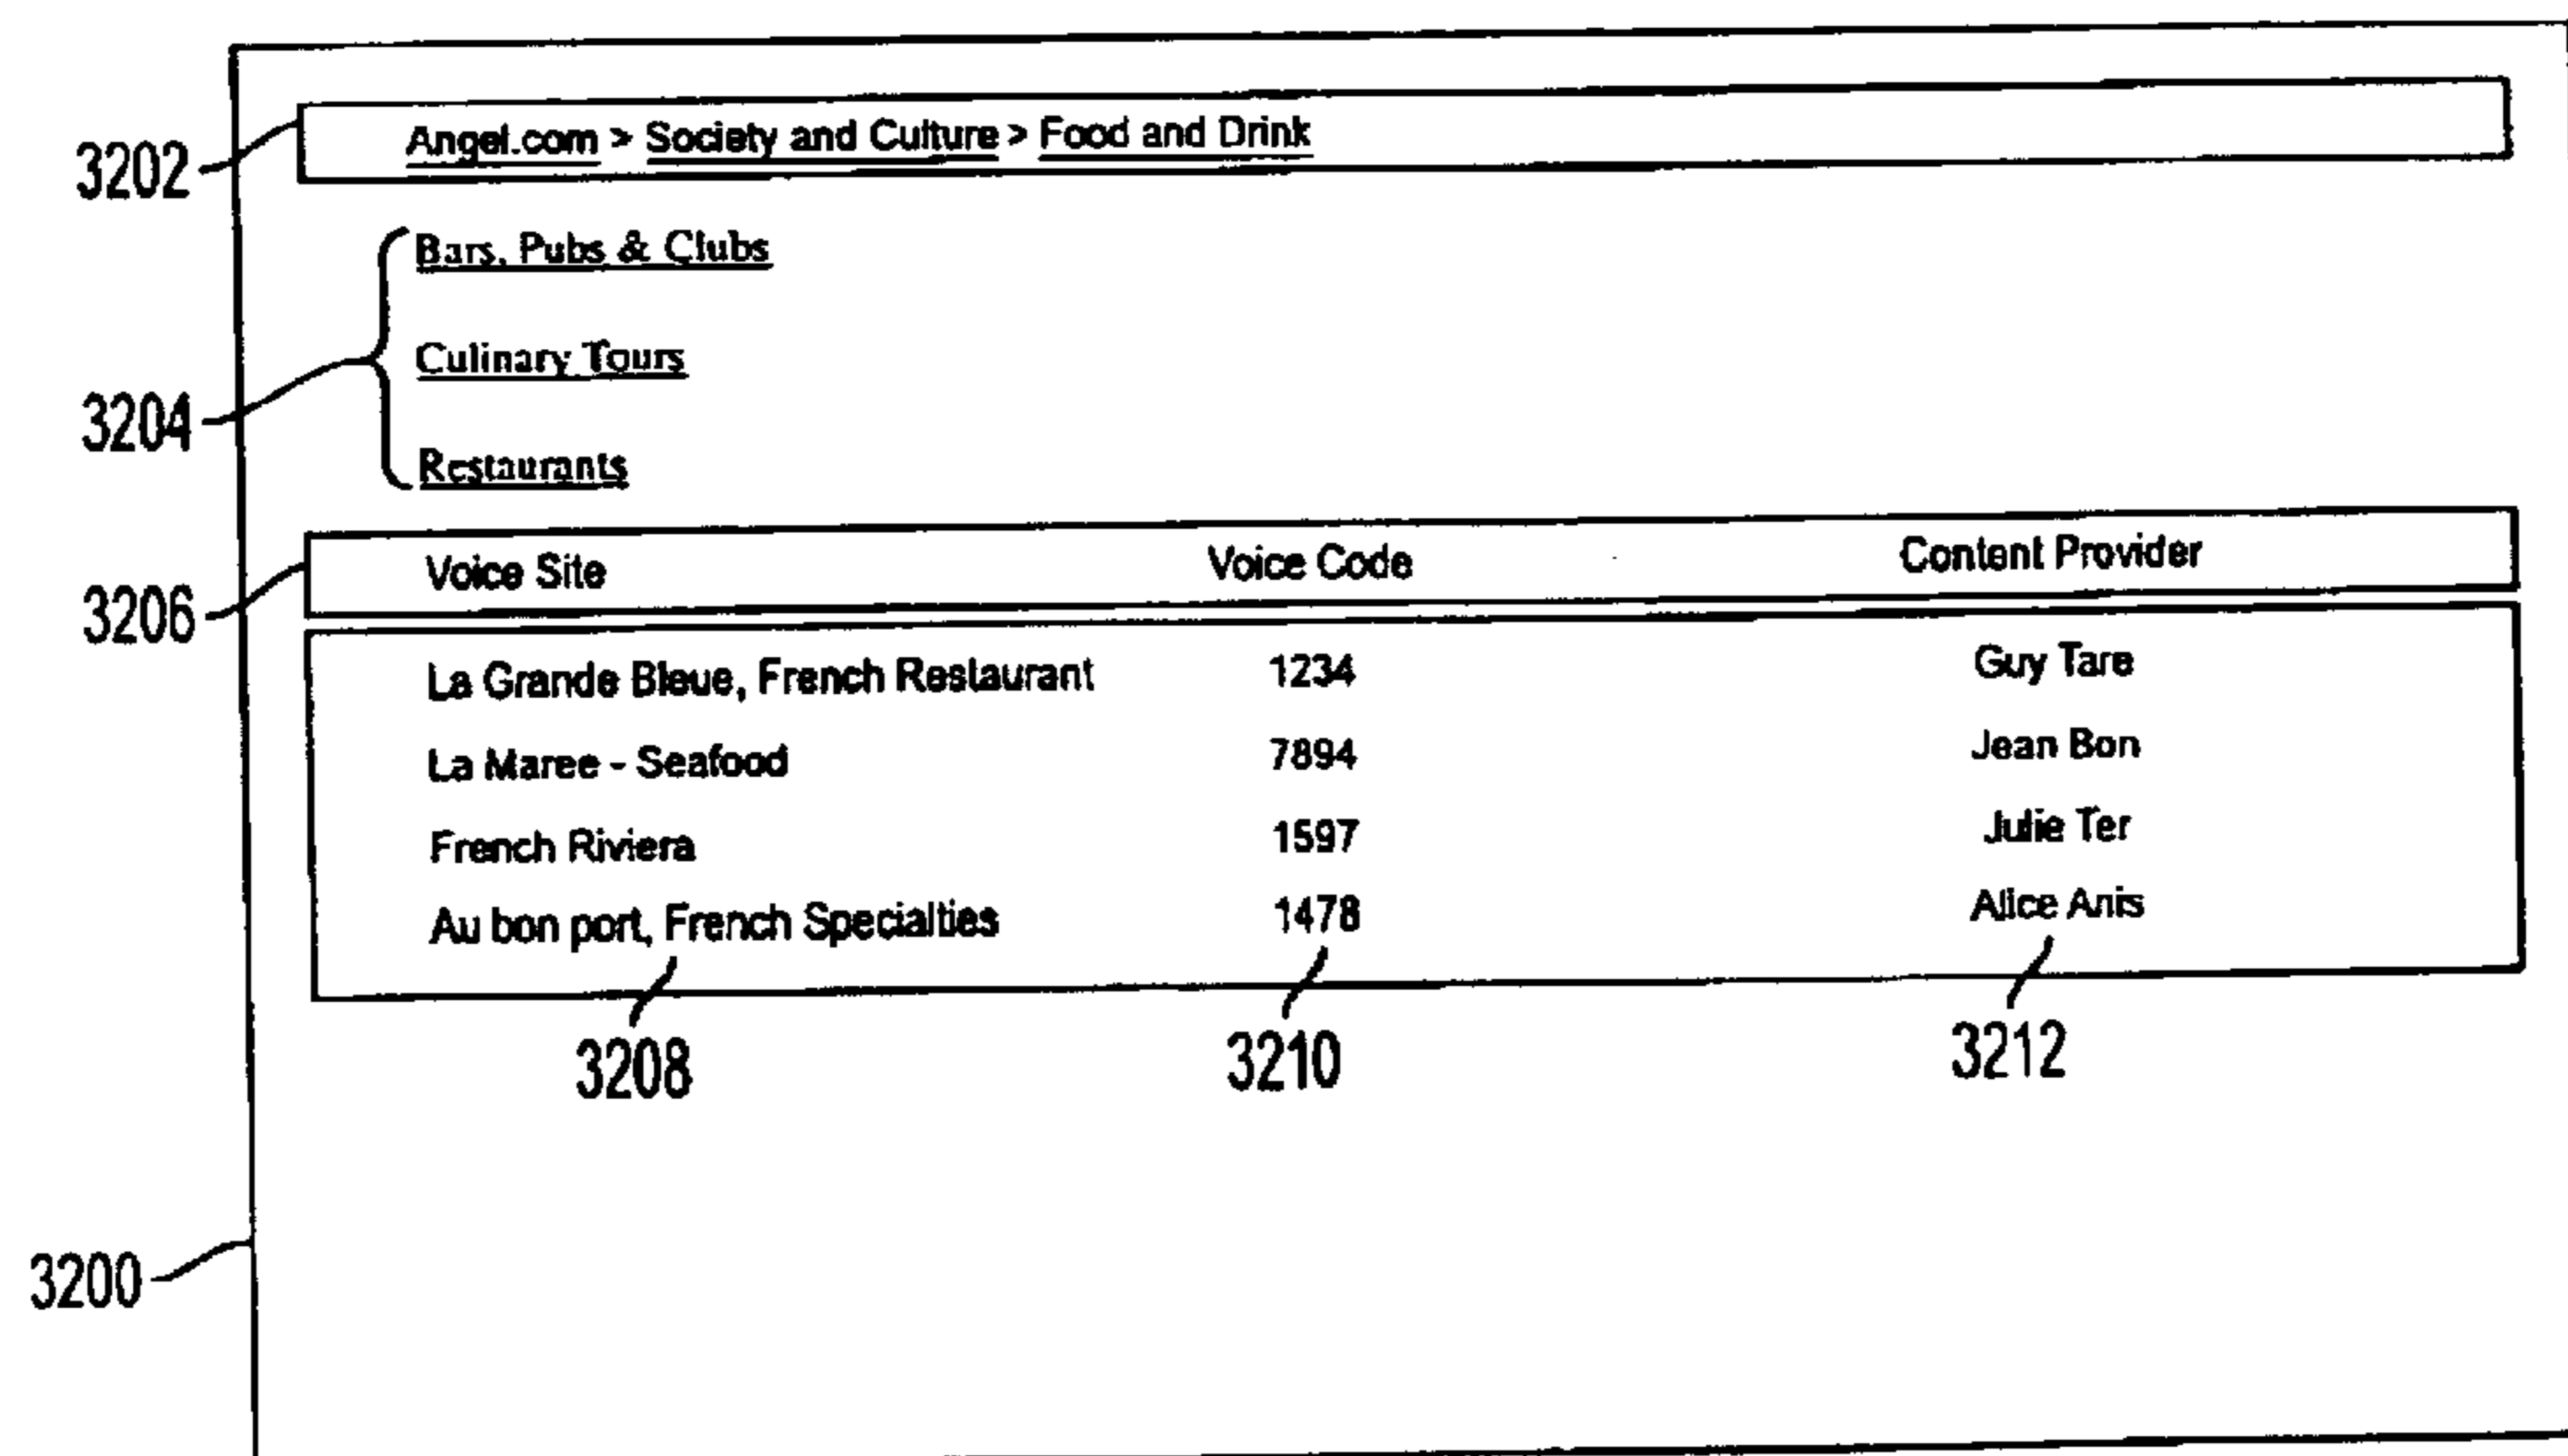 3202 Angel.com > Society and Culture > Food and Drink
Bars, Pubs & Clubs
3204 Culinary Tours
Restaurants
3206 Voice Site Voice Code Content Provider
La Grande Bleue, French Restaurant 1234 Guy Tare
La Maree - Seafood 7894 Jean Bon
French Riviera 1597 Julie Ter
Au bon port, French Specialties 1478 Alice Anis
3208 3210 3212
3200